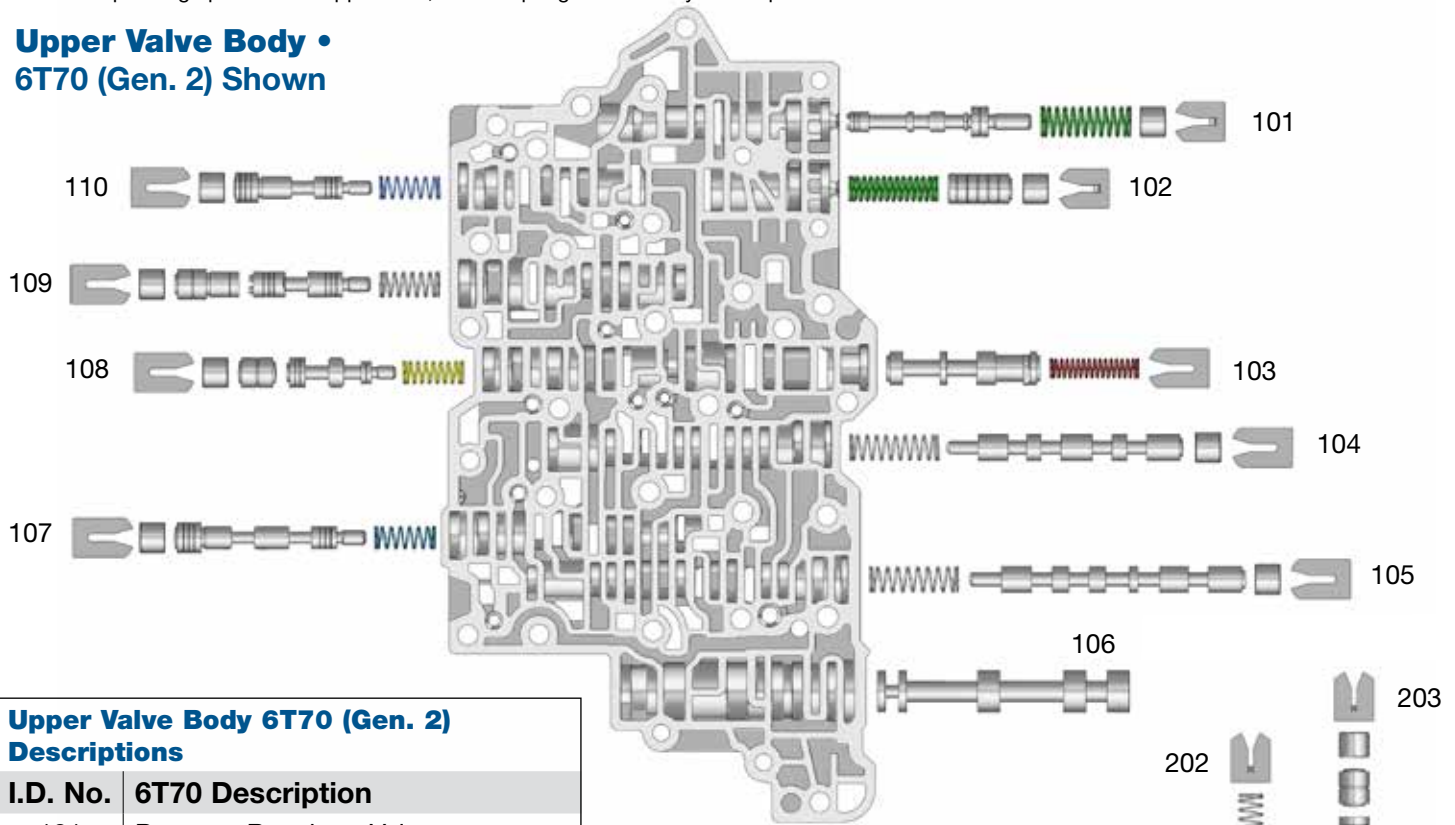 Upper Valve Body •
6T70 (Gen. 2) Shown
101
110
102
109
108
103
104
107
105
106
203
202
Upper Valve Body 6T70 (Gen. 2)
Descriptions
I.D. No. 6T70 Description